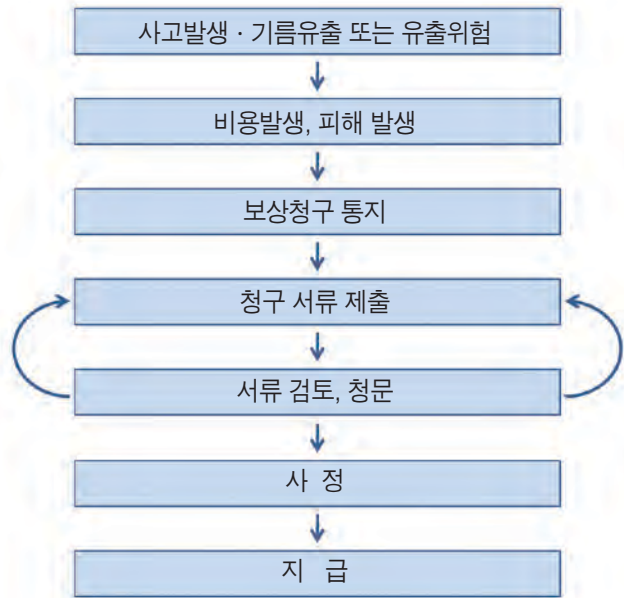 사고발생 · 기름유출 또는 유출위험
비용발생, 피해 발생
보상청구 통지
청구 서류 제출
서류 검토, 청문
사 정
지 급